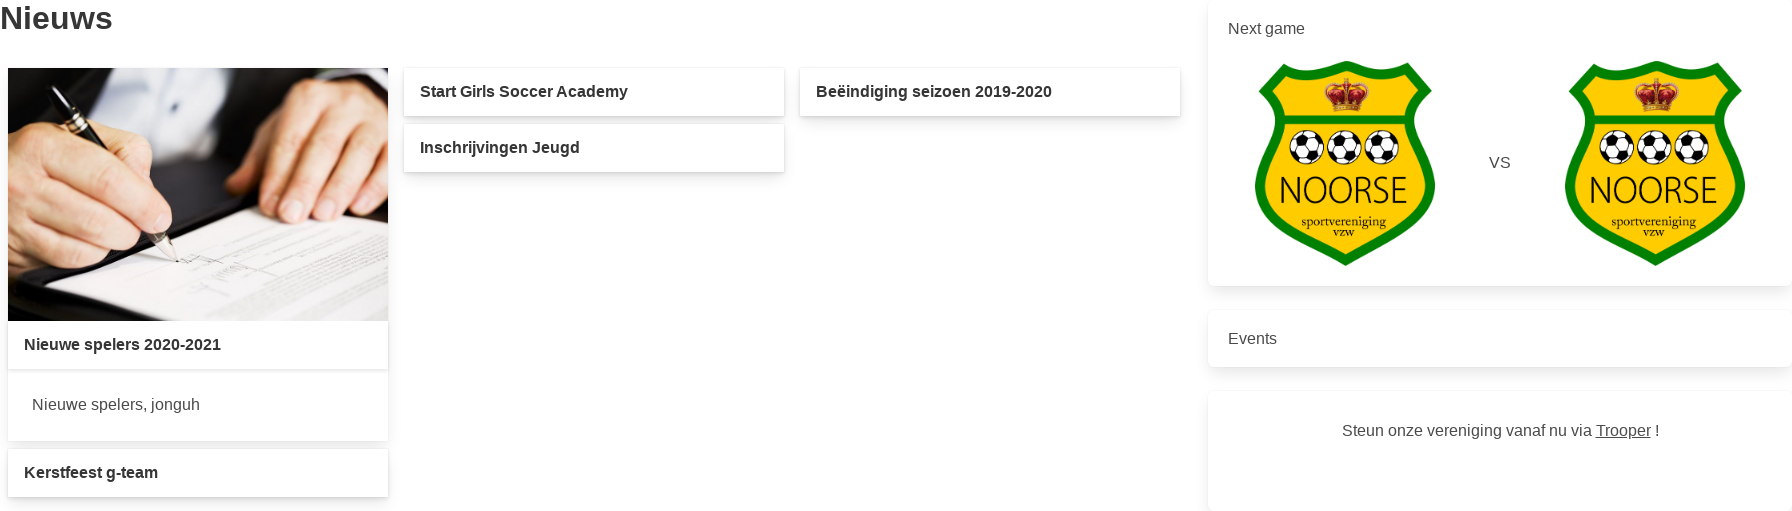 Nieuws
Nieuwe spelers 2020-2021
Nieuwe spelers, jonguh
Kerstfeest g-team
Start Girls Soccer Academy
Inschrijvingen Jeugd
Beëindiging seizoen 2019-2020
Next game
NOORSE
sportvereniging
vzw
VS
NOORSE
sportvereniging
vzw
Events
Steun onze vereniging vanaf nu via Trooper !